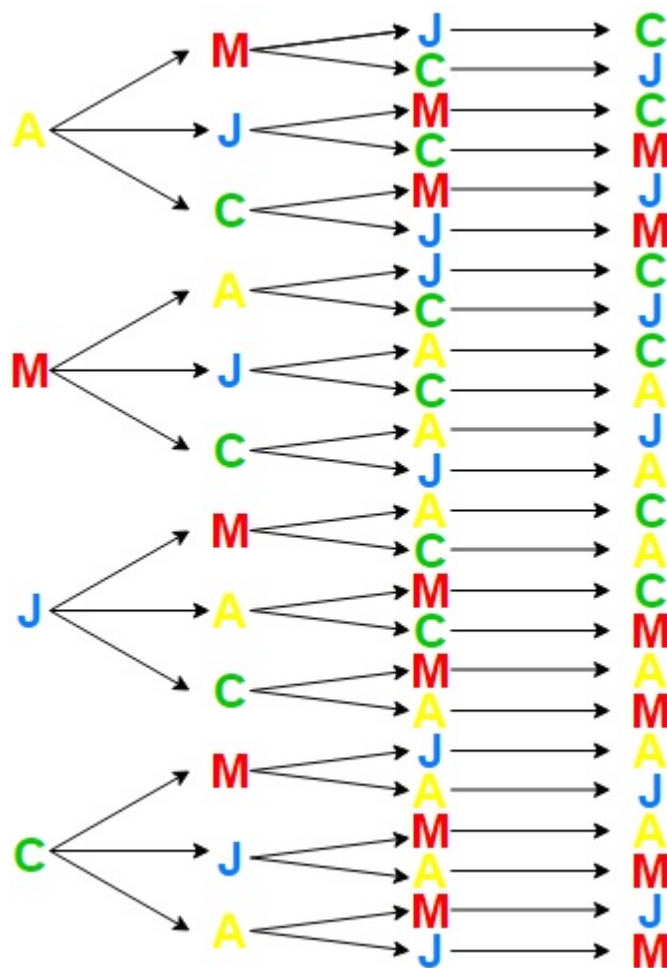 M J C
C J
A J M C
C M
C M J
J M
A J C
C J
M J A C
C A
C A J
J A
M A C
C A
J A M C
C M
C M A
A M
M J A
A J
C J M A
A M
A M J
J M